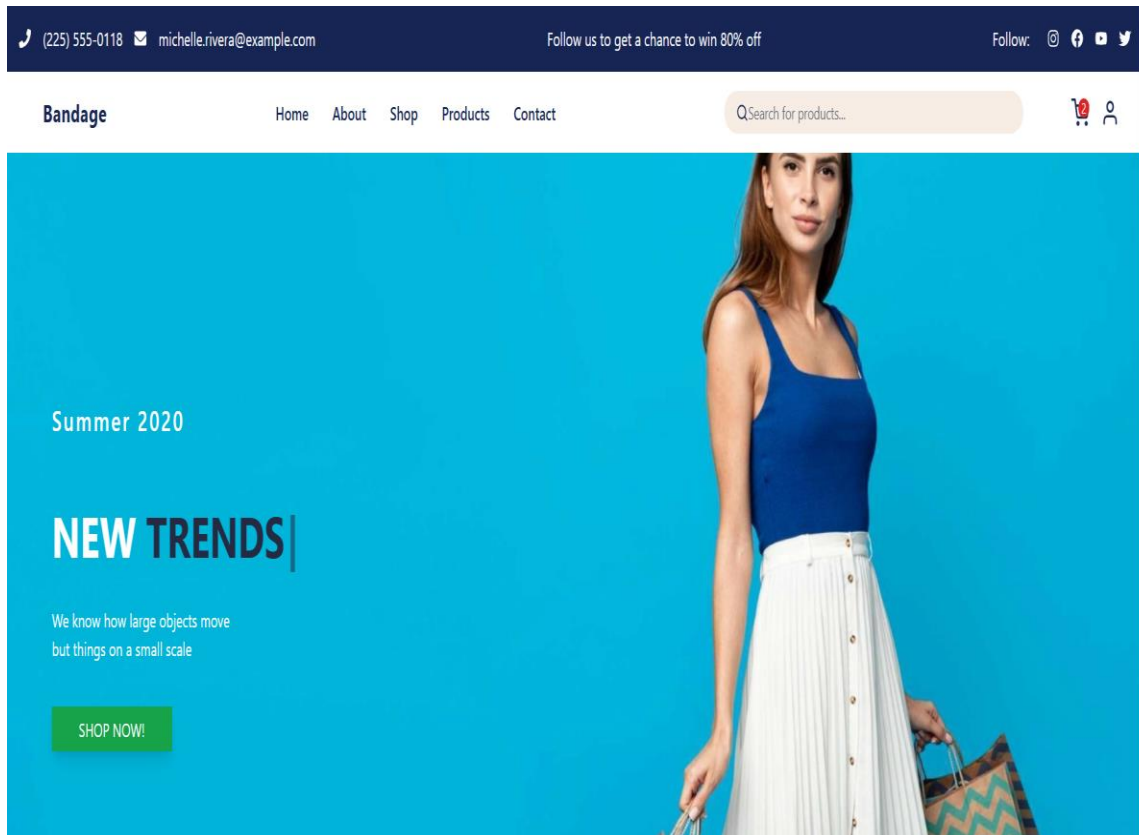 (225) 555-0118 michelle.rivera@example.com Follow us to get a chance to win 80% off Follow:
Bandage Home About Shop Products Contact Search for products... 2
Summer 2020
NEW TRENDS|
We know how large objects move
but things on a small scale
SHOP NOW!